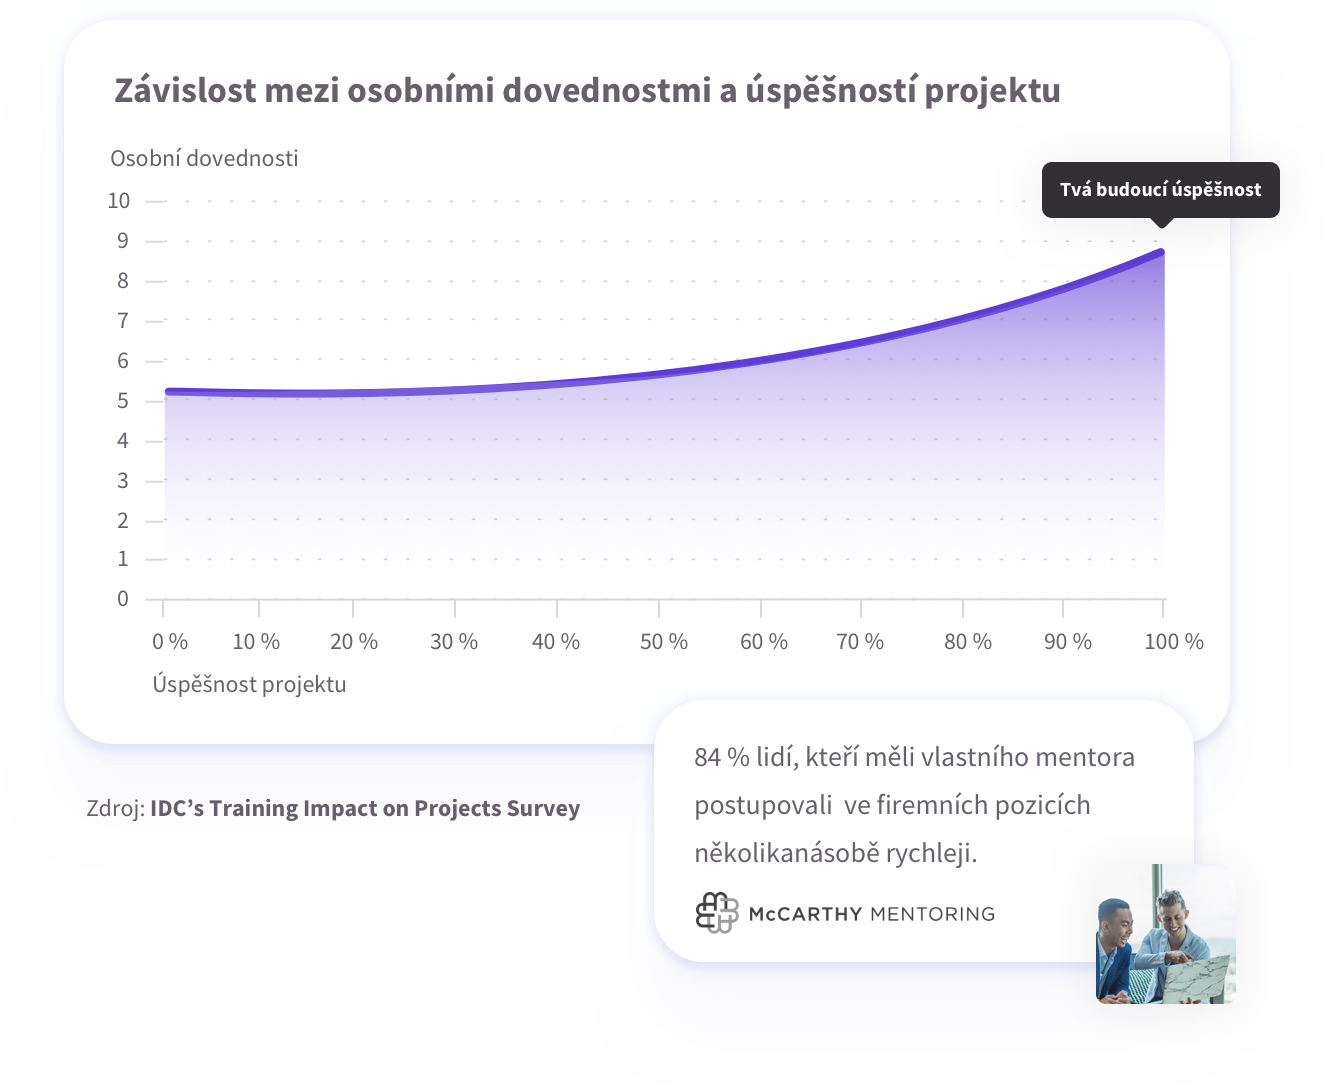 Závislost mezi osobními dovednostmi a úspěšností projektu
Osobní dovednosti
Tvá budoucí úspěšnost
10
9
8
7
6
5
4
3
2
1
0
0 % 10 % 20 % 30 % 40 % 50 % 60 % 70 % 80 % 90 % 100 %
Úspěšnost projektu
Zdroj: IDC’s Training Impact on Projects Survey
84 % lidí, kteří měli vlastního mentora
postupovali ve firemních pozicích
několikanásobě rychleji.
McCARTHY MENTORING